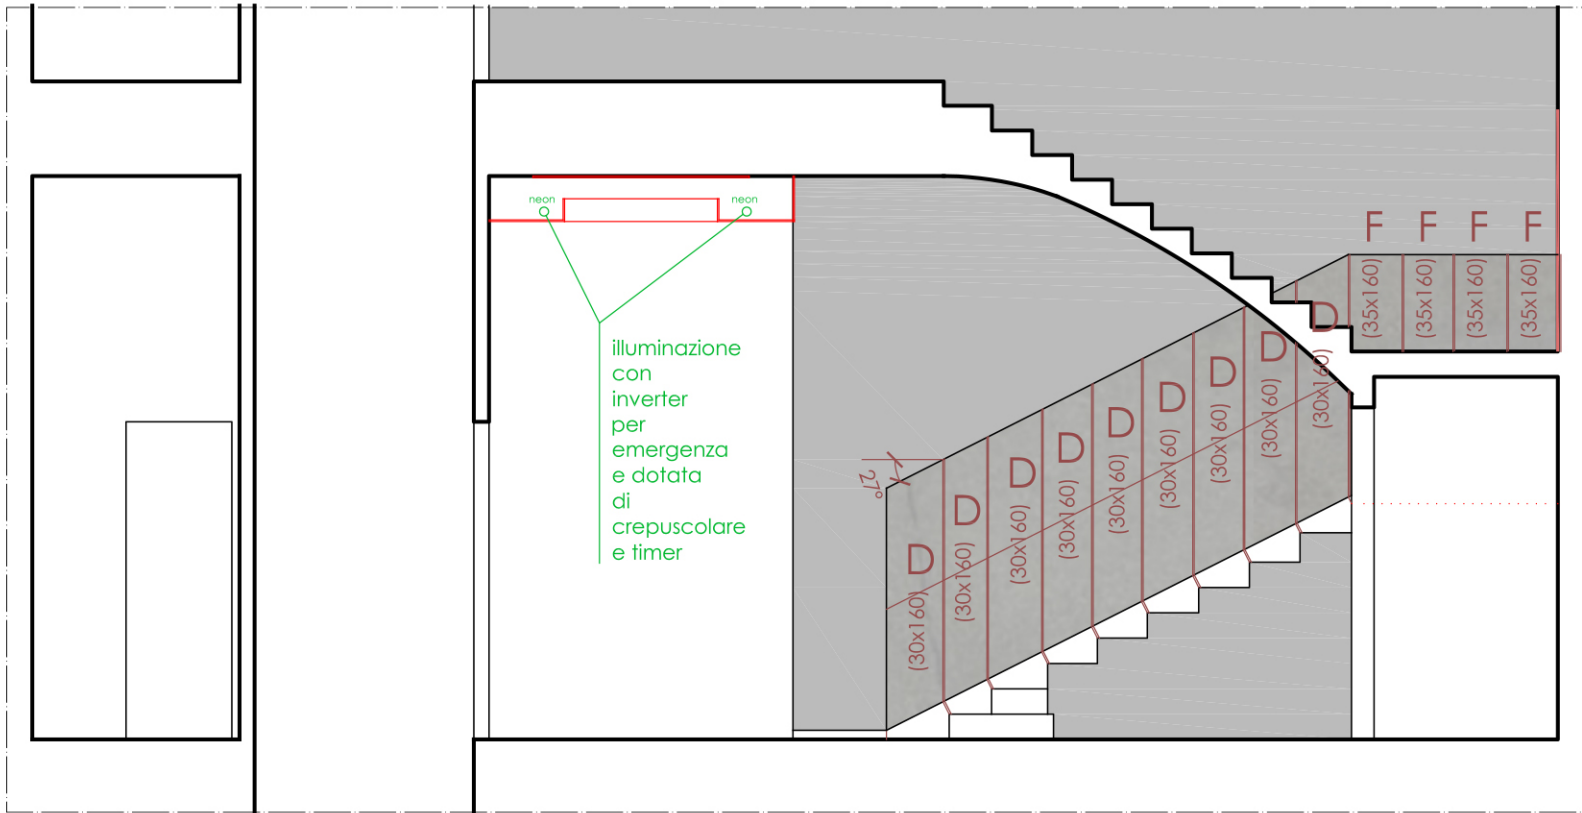 neon
neon
illuminazione
con
inverter
per
emergenza
e dotata
di
crepuscolare
e timer
27°
D
(30x160)
D
(30x160)
D
(30x160)
D
(30x160)
D
(30x160)
D
(30x160)
D
(30x160)
D
(30x160)
D
(30x160)
F
(35x160)
F
(35x160)
F
(35x160)
F
(35x160)